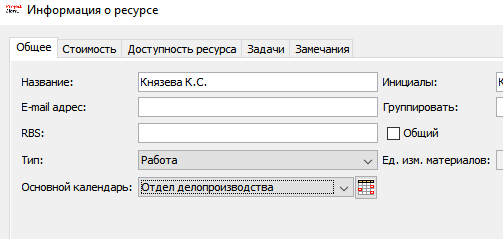 Информация о ресурсе
Общее Стоимость Доступность ресурса Задачи Замечания
Название: Князева К.С. Инициалы:
E-mail адрес: Группировать:
RBS: Общий
Тип: Работа Ед. изм. материалов:
Основной календарь: Отдел делопроизводства